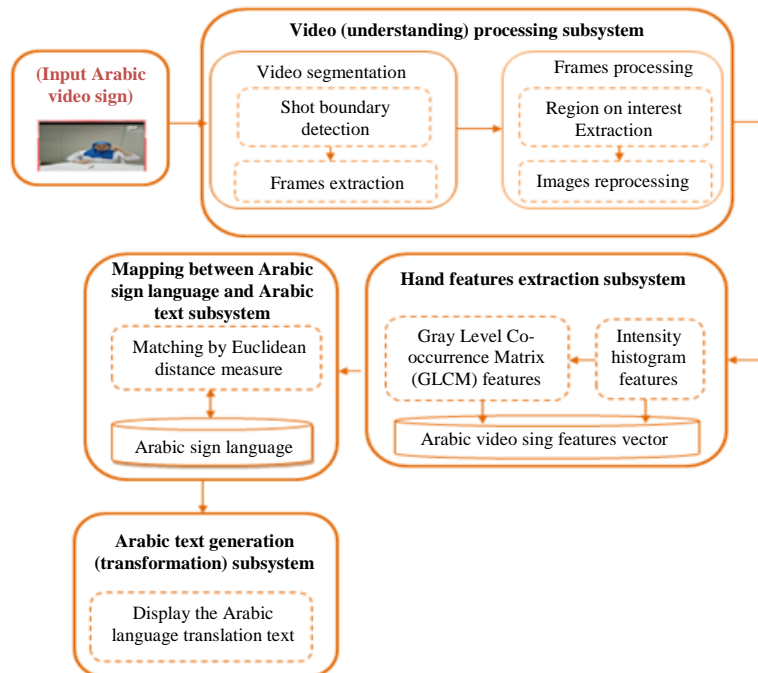 Video (understanding) processing subsystem
(Input Arabic
video sign)
Video segmentation
Shot boundary
detection
Frames extraction
Frames processing
Region on interest
Extraction
Images reprocessing
Mapping between Arabic
sign language and Arabic
text subsystem
Matching by Euclidean
distance measure
Arabic sign language
Hand features extraction subsystem
Gray Level Co-
occurrence Matrix
(GLCM) features
Intensity
histogram
features
Arabic video sing features vector
Arabic text generation
(transformation) subsystem
Display the Arabic
language translation text